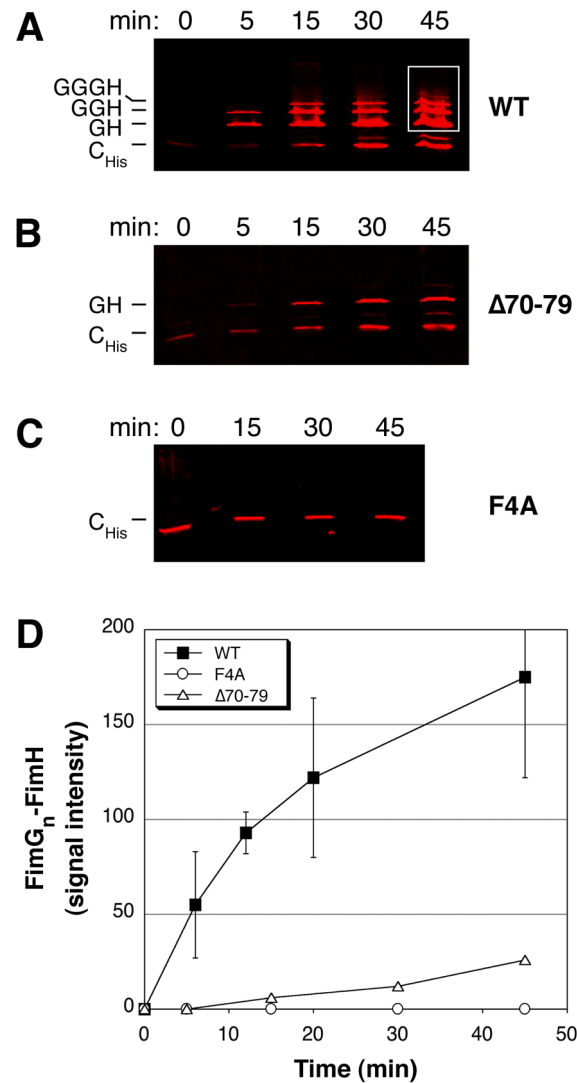 A
min: 0 5 15 30 45
GGGH
GGH
GH
CHis
WT
B
min: 0 5 15 30 45
GH
CHis
Δ70-79
C
min: 0 15 30 45
CHis
F4A
D
200
150
100
50
0
WT
F4A
Δ70-79
FimGn-FimH
(signal intensity)
0 10 20 30 40 50
Time (min)